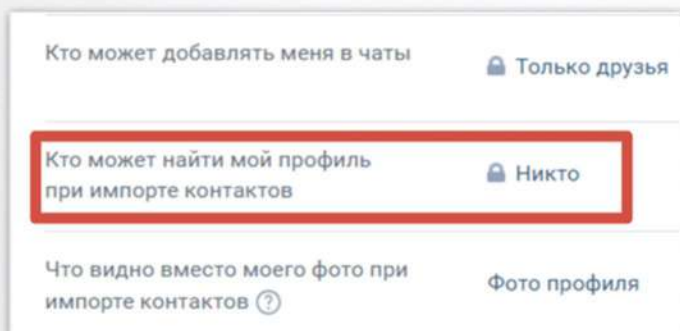 Кто может добавлять меня в чаты
Только друзья
Кто может найти мой профиль
при импорте контактов
Никто
Что видно вместо моего фото при
импорте контактов ?
Фото профиля